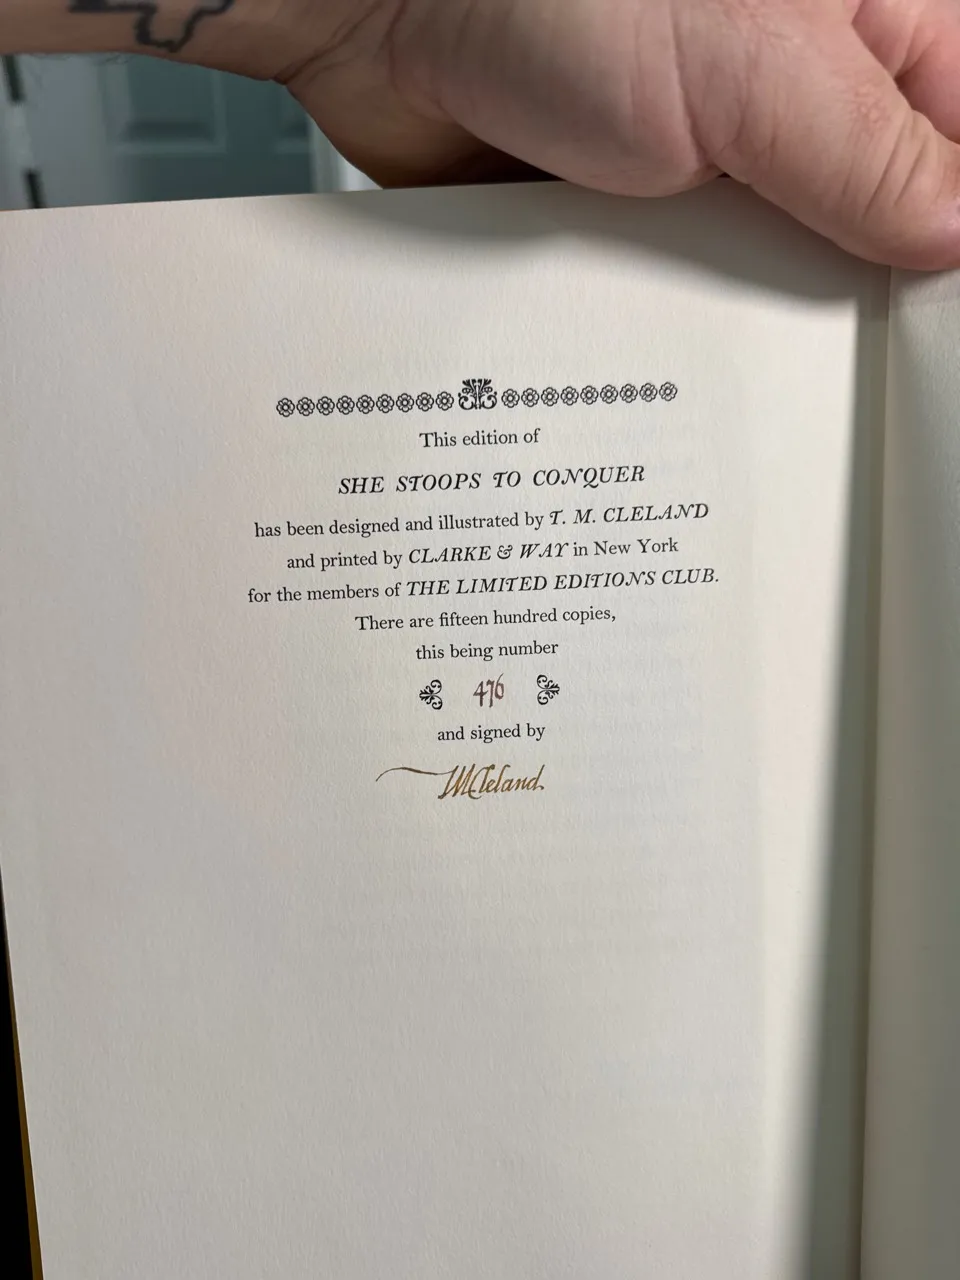 This edition of
SHE STOOPS TO CONQUER
has been designed and illustrated by T. M. CLELAND
and printed by CLARKE & WAY in New York
for the members of THE LIMITED EDITIONS CLUB.
There are fifteen hundred copies,
this being number
476
and signed by
TMCleland.